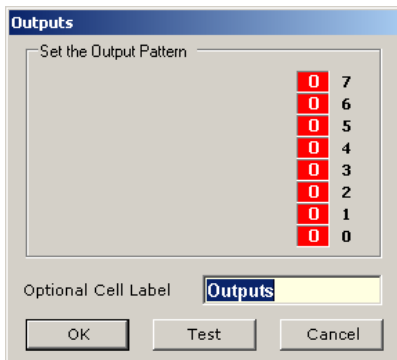 Outputs
Set the Output Pattern
0 7
0 6
0 5
0 4
0 3
0 2
0 1
0 0
Optional Cell Label Outputs
OK Test Cancel